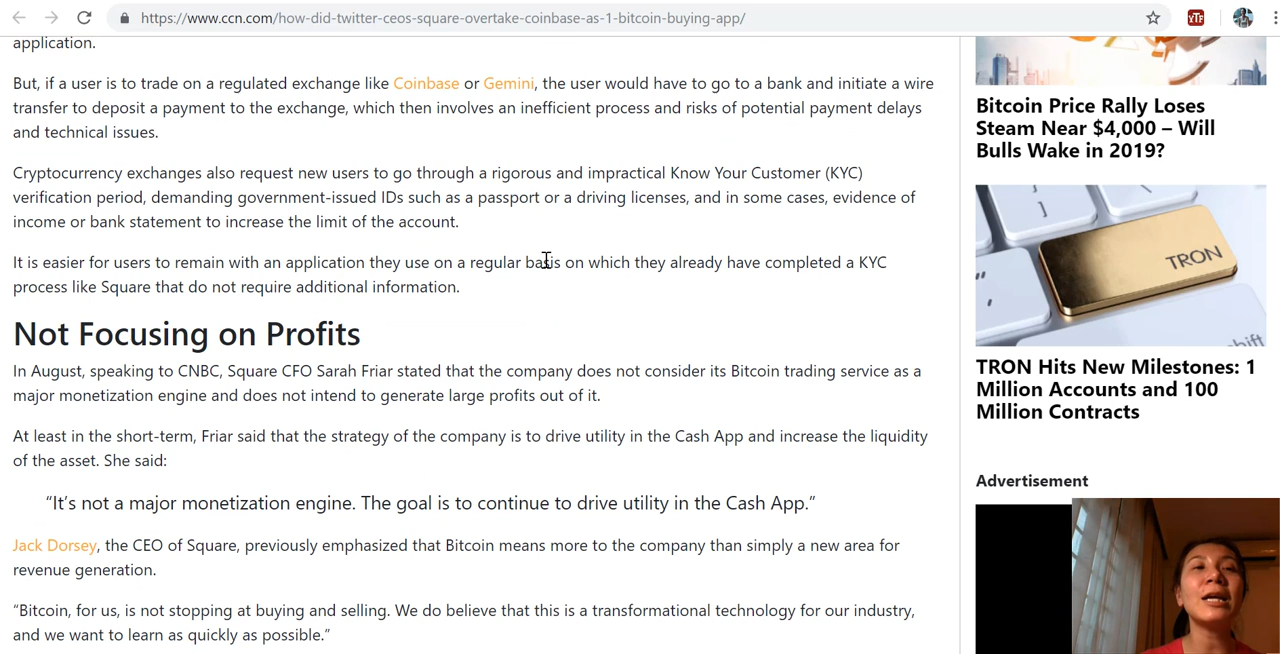 https://www.ccn.com/how-did-twitter-ceos-square-overtake-coinbase-as-1-bitcoin-buying-app/
YTF
application.
But, if a user is to trade on a regulated exchange like Coinbase or Gemini, the user would have to go to a bank and initiate a wire
transfer to deposit a payment to the exchange, which then involves an inefficient process and risks of potential payment delays
and technical issues.
Cryptocurrency exchanges also request new users to go through a rigorous and impractical Know Your Customer (KYC)
verification period, demanding government-issued IDs such as a passport or a driving licenses, and in some cases, evidence of
income or bank statement to increase the limit of the account.
It is easier for users to remain with an application they use on a regular basis on which they already have completed a KYC
process like Square that do not require additional information.
Not Focusing on Profits
In August, speaking to CNBC, Square CFO Sarah Friar stated that the company does not consider its Bitcoin trading service as a
major monetization engine and does not intend to generate large profits out of it.
At least in the short-term, Friar said that the strategy of the company is to drive utility in the Cash App and increase the liquidity
of the asset. She said:
“It’s not a major monetization engine. The goal is to continue to drive utility in the Cash App.”
Jack Dorsey, the CEO of Square, previously emphasized that Bitcoin means more to the company than simply a new area for
revenue generation.
“Bitcoin, for us, is not stopping at buying and selling. We do believe that this is a transformational technology for our industry,
and we want to learn as quickly as possible.”
Bitcoin Price Rally Loses
Steam Near $4,000 – Will
Bulls Wake in 2019?
]
"
TRON
shift
TRON Hits New Milestones: 1
Million Accounts and 100
Million Contracts
Advertisement